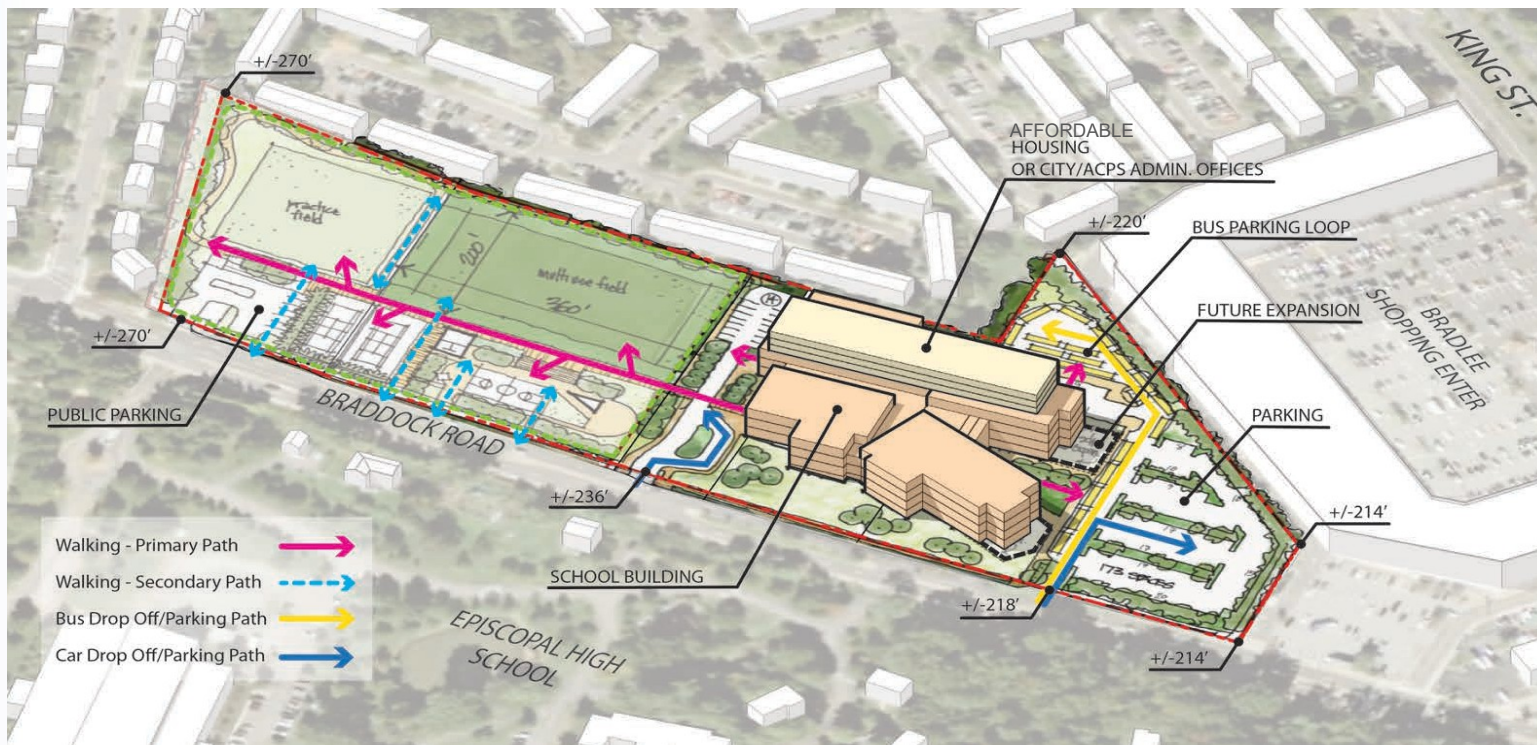 +/-270'
KING ST.
AFFORDABLE
HOUSING
OR CITY/ACPS ADMIN. OFFICES
+/-220'
BUS PARKING LOOP
practice
field
200'
multi use field
360'
FUTURE EXPANSION
BRADLEE
SHOPPING ENTER
+/-270'
PUBLIC PARKING
BRADDOCK ROAD
PARKING
+/-236'
+/-214'
SCHOOL BUILDING
173 SPACES
+/-218'
+/-214'
Walking - Primary Path
Walking - Secondary Path
Bus Drop Off/Parking Path
Car Drop Off/Parking Path
EPISCOPAL HIGH
SCHOOL